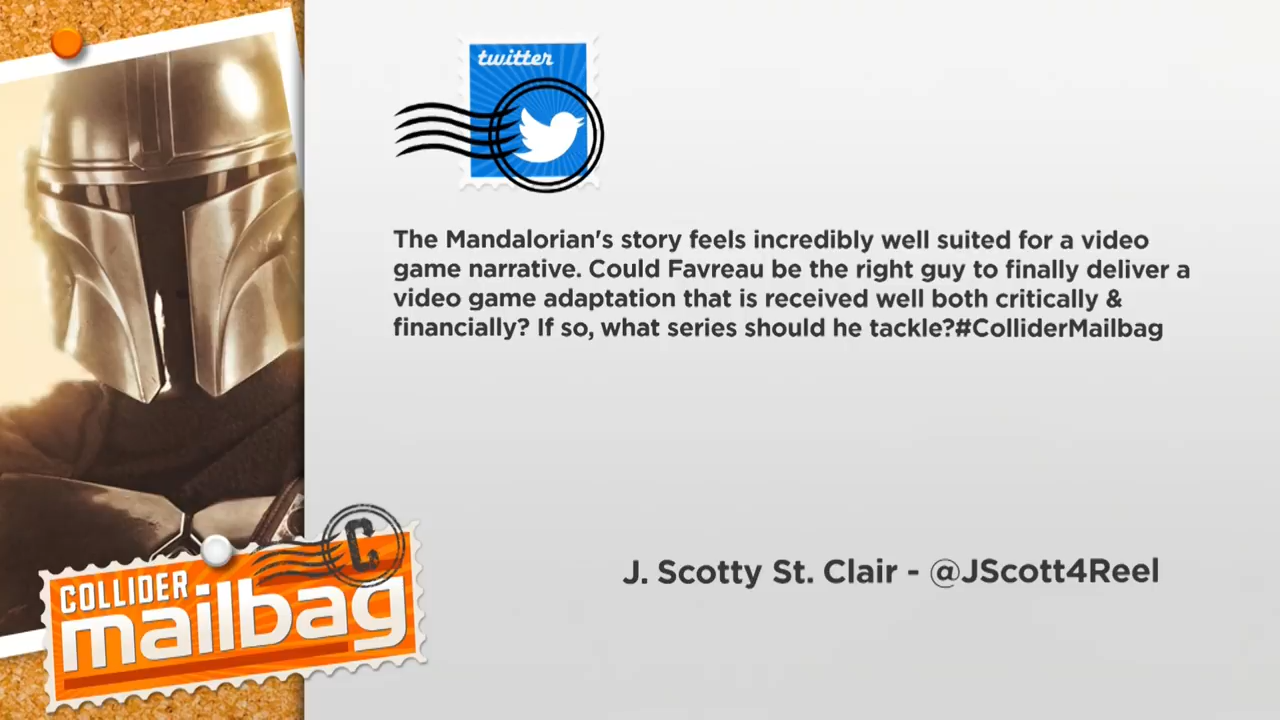 twitter
The Mandalorian's story feels incredibly well suited for a video
game narrative. Could Favreau be the right guy to finally deliver a
video game adaptation that is received well both critically &
financially? If so, what series should he tackle?#ColliderMailbag
J. Scotty St. Clair - @JScott4Reel
C
COLLIDER
mailbag